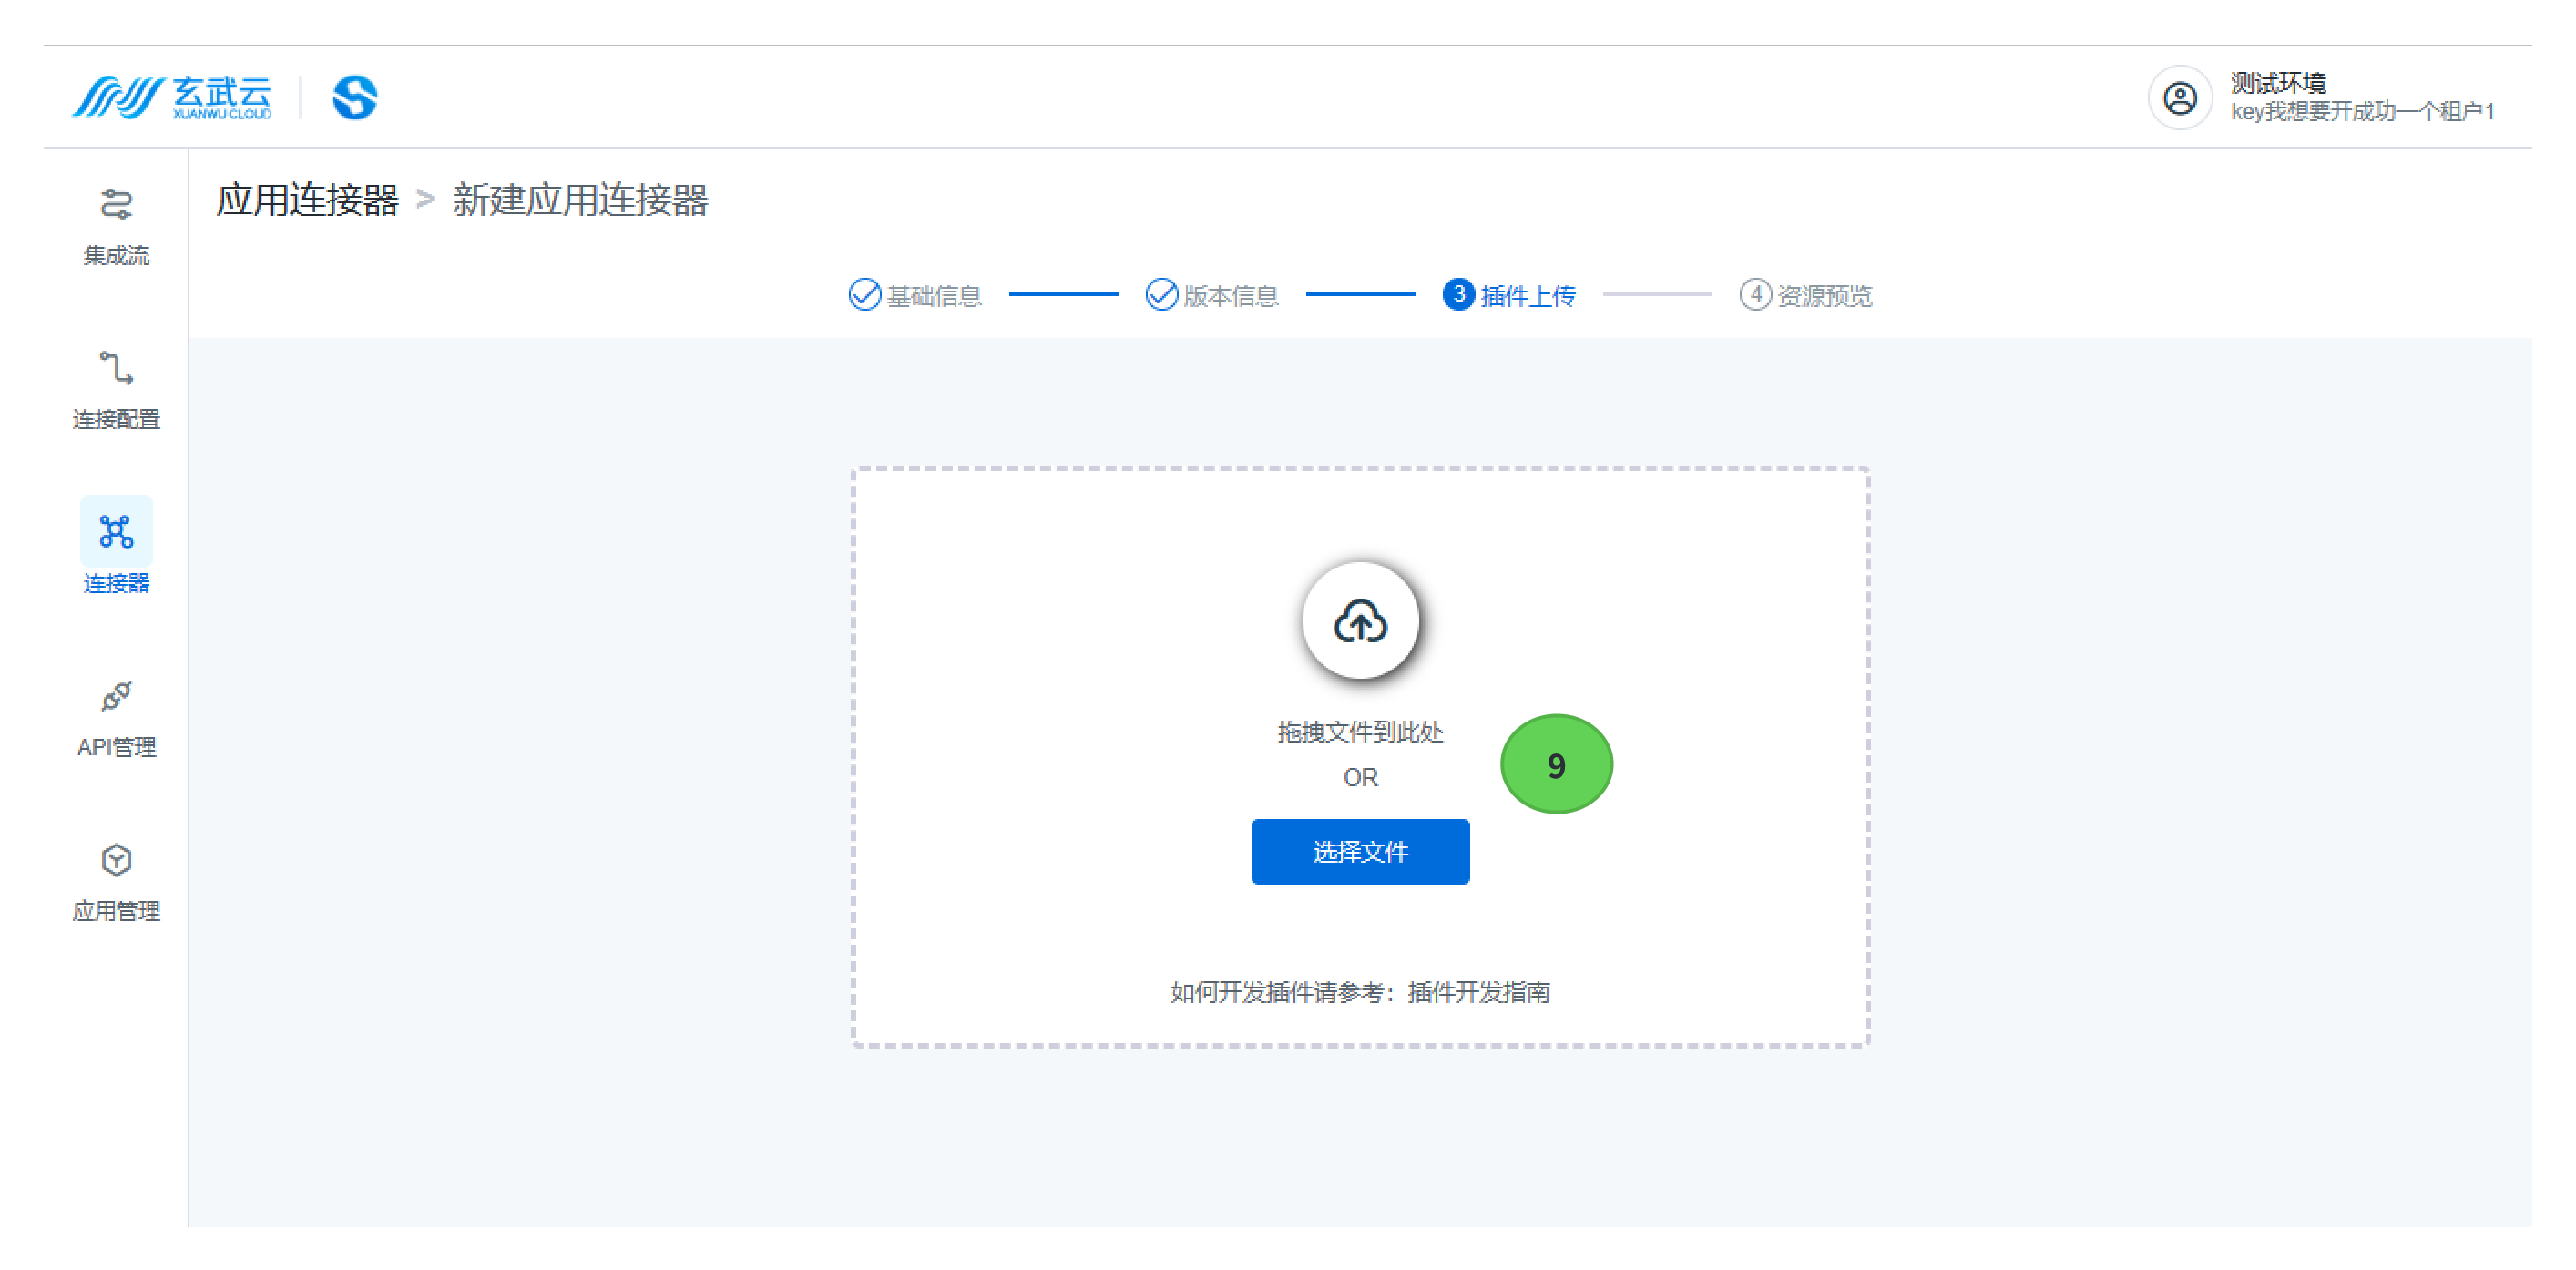 玄武云
XUANWU CLOUD
测试环境
key我想要开成功一个租户1
集成流
连接配置
连接器
API管理
应用管理
应用连接器 > 新建应用连接器
基础信息
版本信息
3 插件上传
4 资源预览
拖拽文件到此处
OR
9
选择文件
如何开发插件请参考：插件开发指南